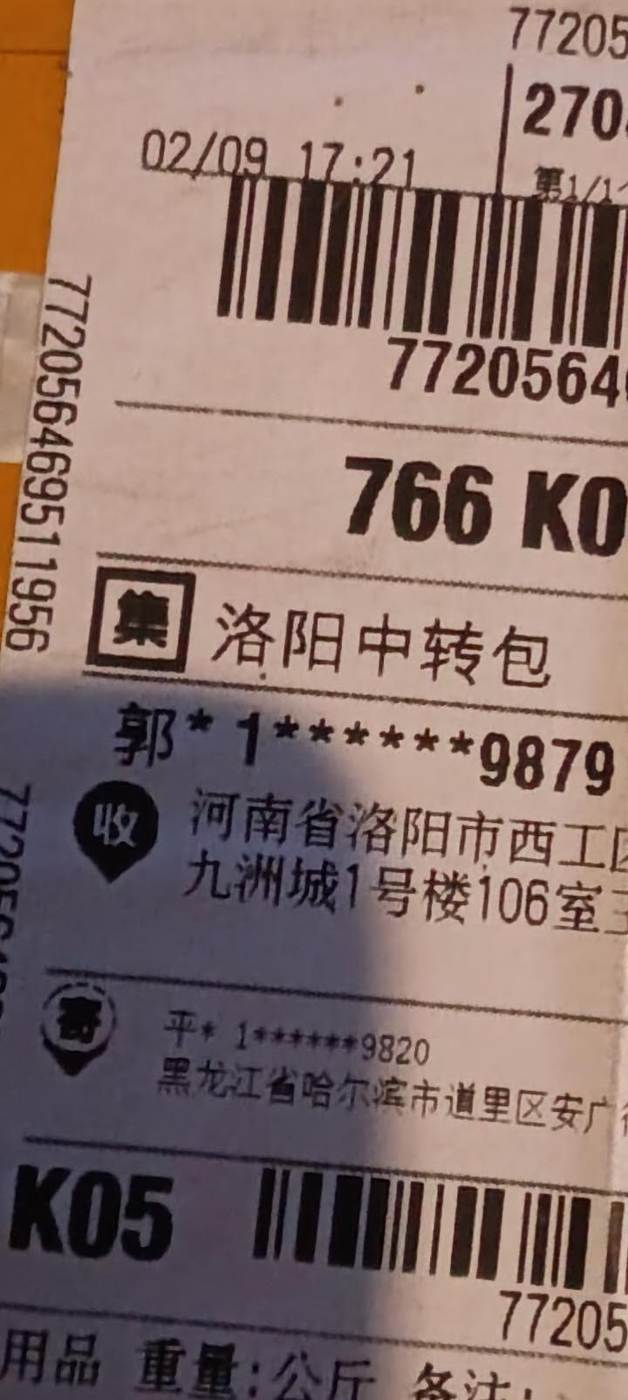 77205
270
02/09 17:21
第1/1个
7720564
772056469511956
766 K0
集 洛阳中转包
郭* 1******9879
收 河南省洛阳市西工区
九洲城1号楼106室
寄 平* 1******9820
黑龙江省哈尔滨市道里区安广街
K05
77205
用品 重量:公斤 备注: